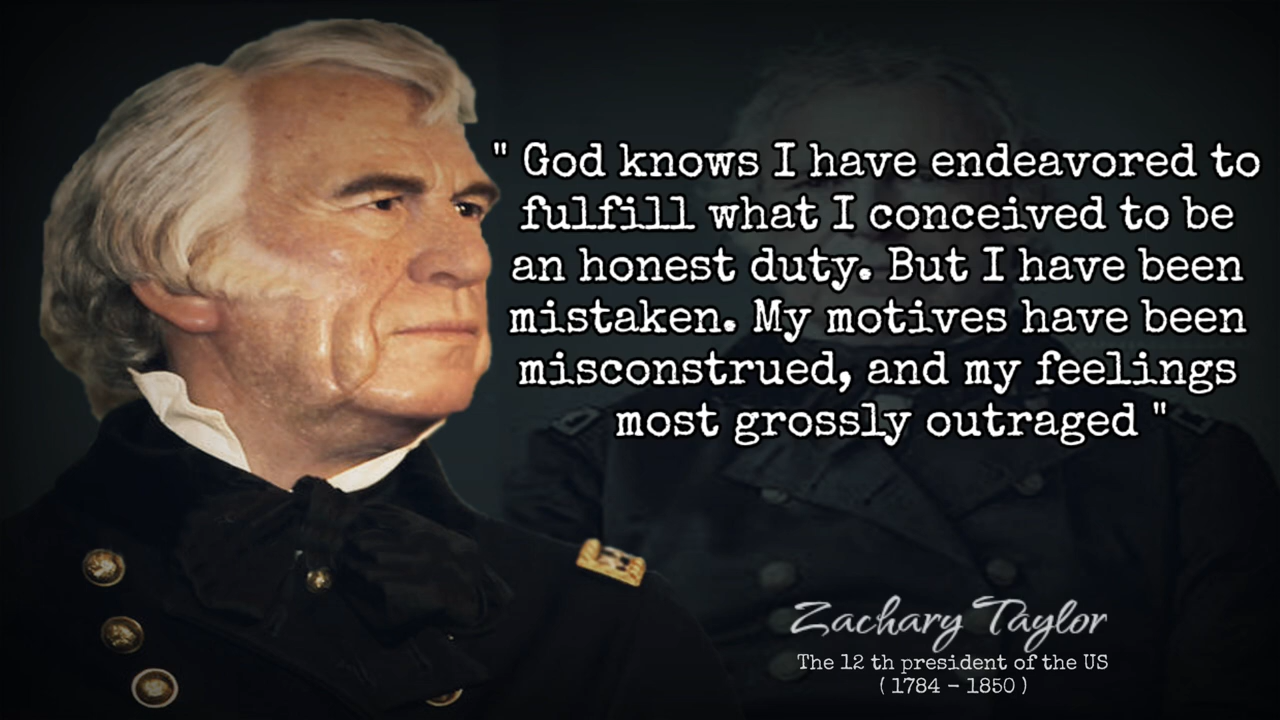 " God knows I have endeavored to
fulfill what I conceived to be
an honest duty. But I have been
mistaken. My motives have been
misconstrued, and my feelings
most grossly outraged "
Zachary Taylor
The 12 th president of the US
( 1784 - 1850 )